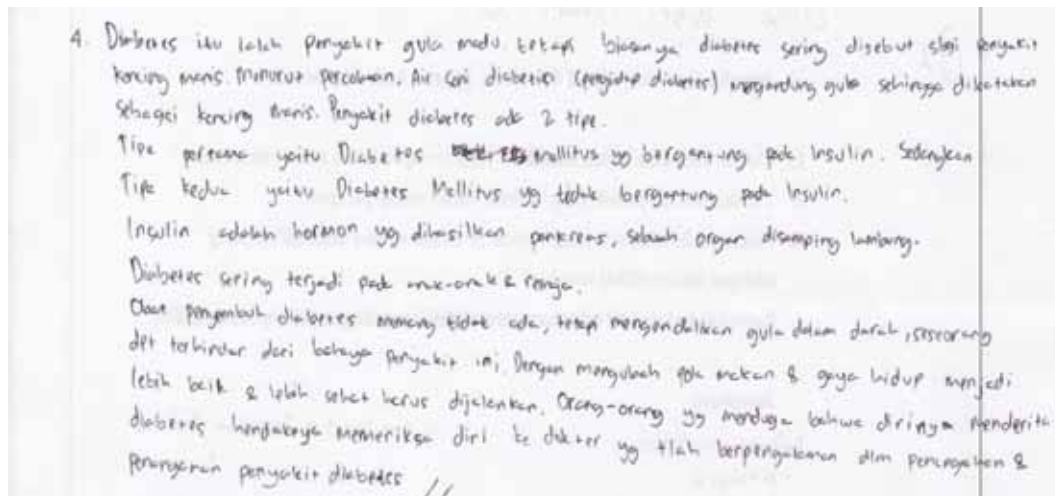 4. Diabetes itu ialah penyakit gula madu. tetapi biasanya diabetes sering disebut sbgi penyakit
kencing manis. Menurut percobaan, Air seni diabetisi (pengidap diabetes) mengandung gula sehingga dikatakan
sebagai kencing manis. Penyakit diabetes ada 2 tipe.
Tipe pertama yaitu Diabetes mellitus yg bergantung pada Insulin. Sedangkan
Tipe kedua yaitu Diabetes Mellitus yg tidak bergantung pada Insulin.
Insulin adalah hormon yg dihasilkan pankreas, sebuah organ disamping lambung.
Diabetes sering terjadi pada anak-anak & remaja.
Obat penyembuh diabetes memang tidak ada, tetapi mengendalikan gula dalam darah, seseorang
dpt terhindar dari bahaya penyakit ini, Dengan mengubah pola makan & gaya hidup menjadi
lebih baik & lebih sehat harus dijalankan. Orang-orang yg menduga bahwa dirinya menderita
diabetes hendaknya memeriksa diri ke dokter yg tlah berpengalaman dlm pencegahan &
penanganan penyakit diabetes //